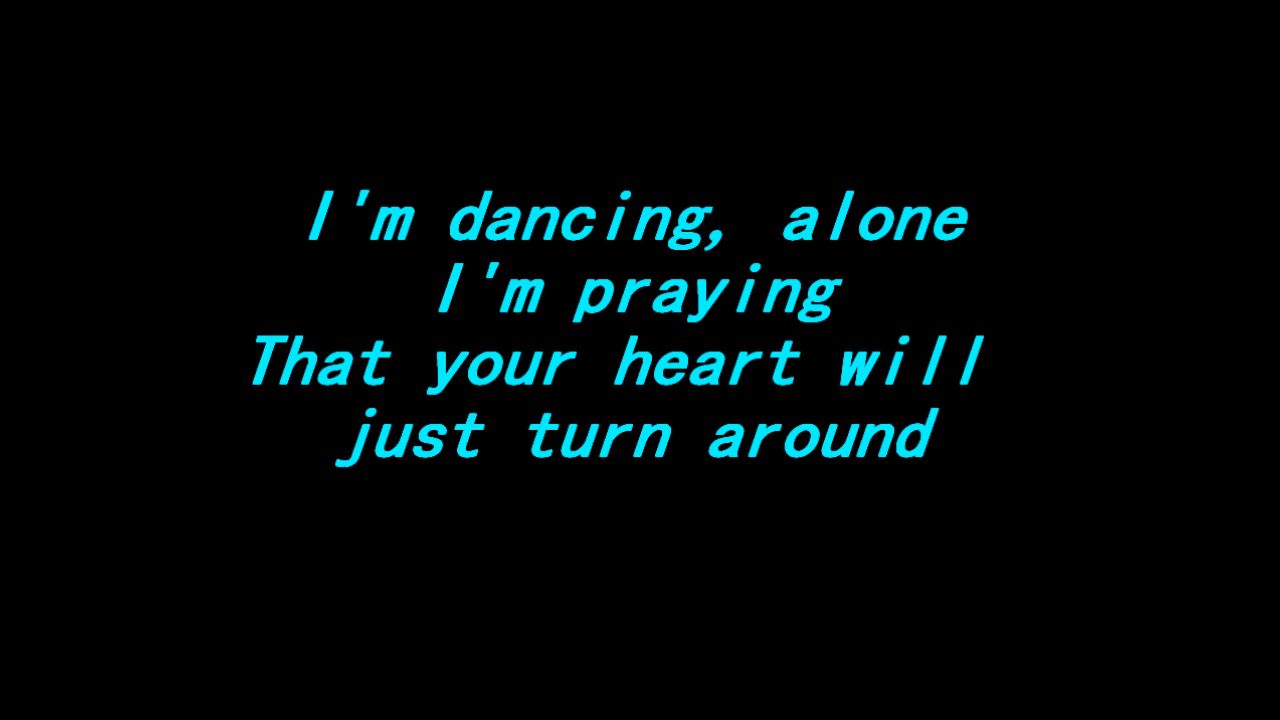 I'm dancing, alone
I'm praying
That your heart will
just turn around